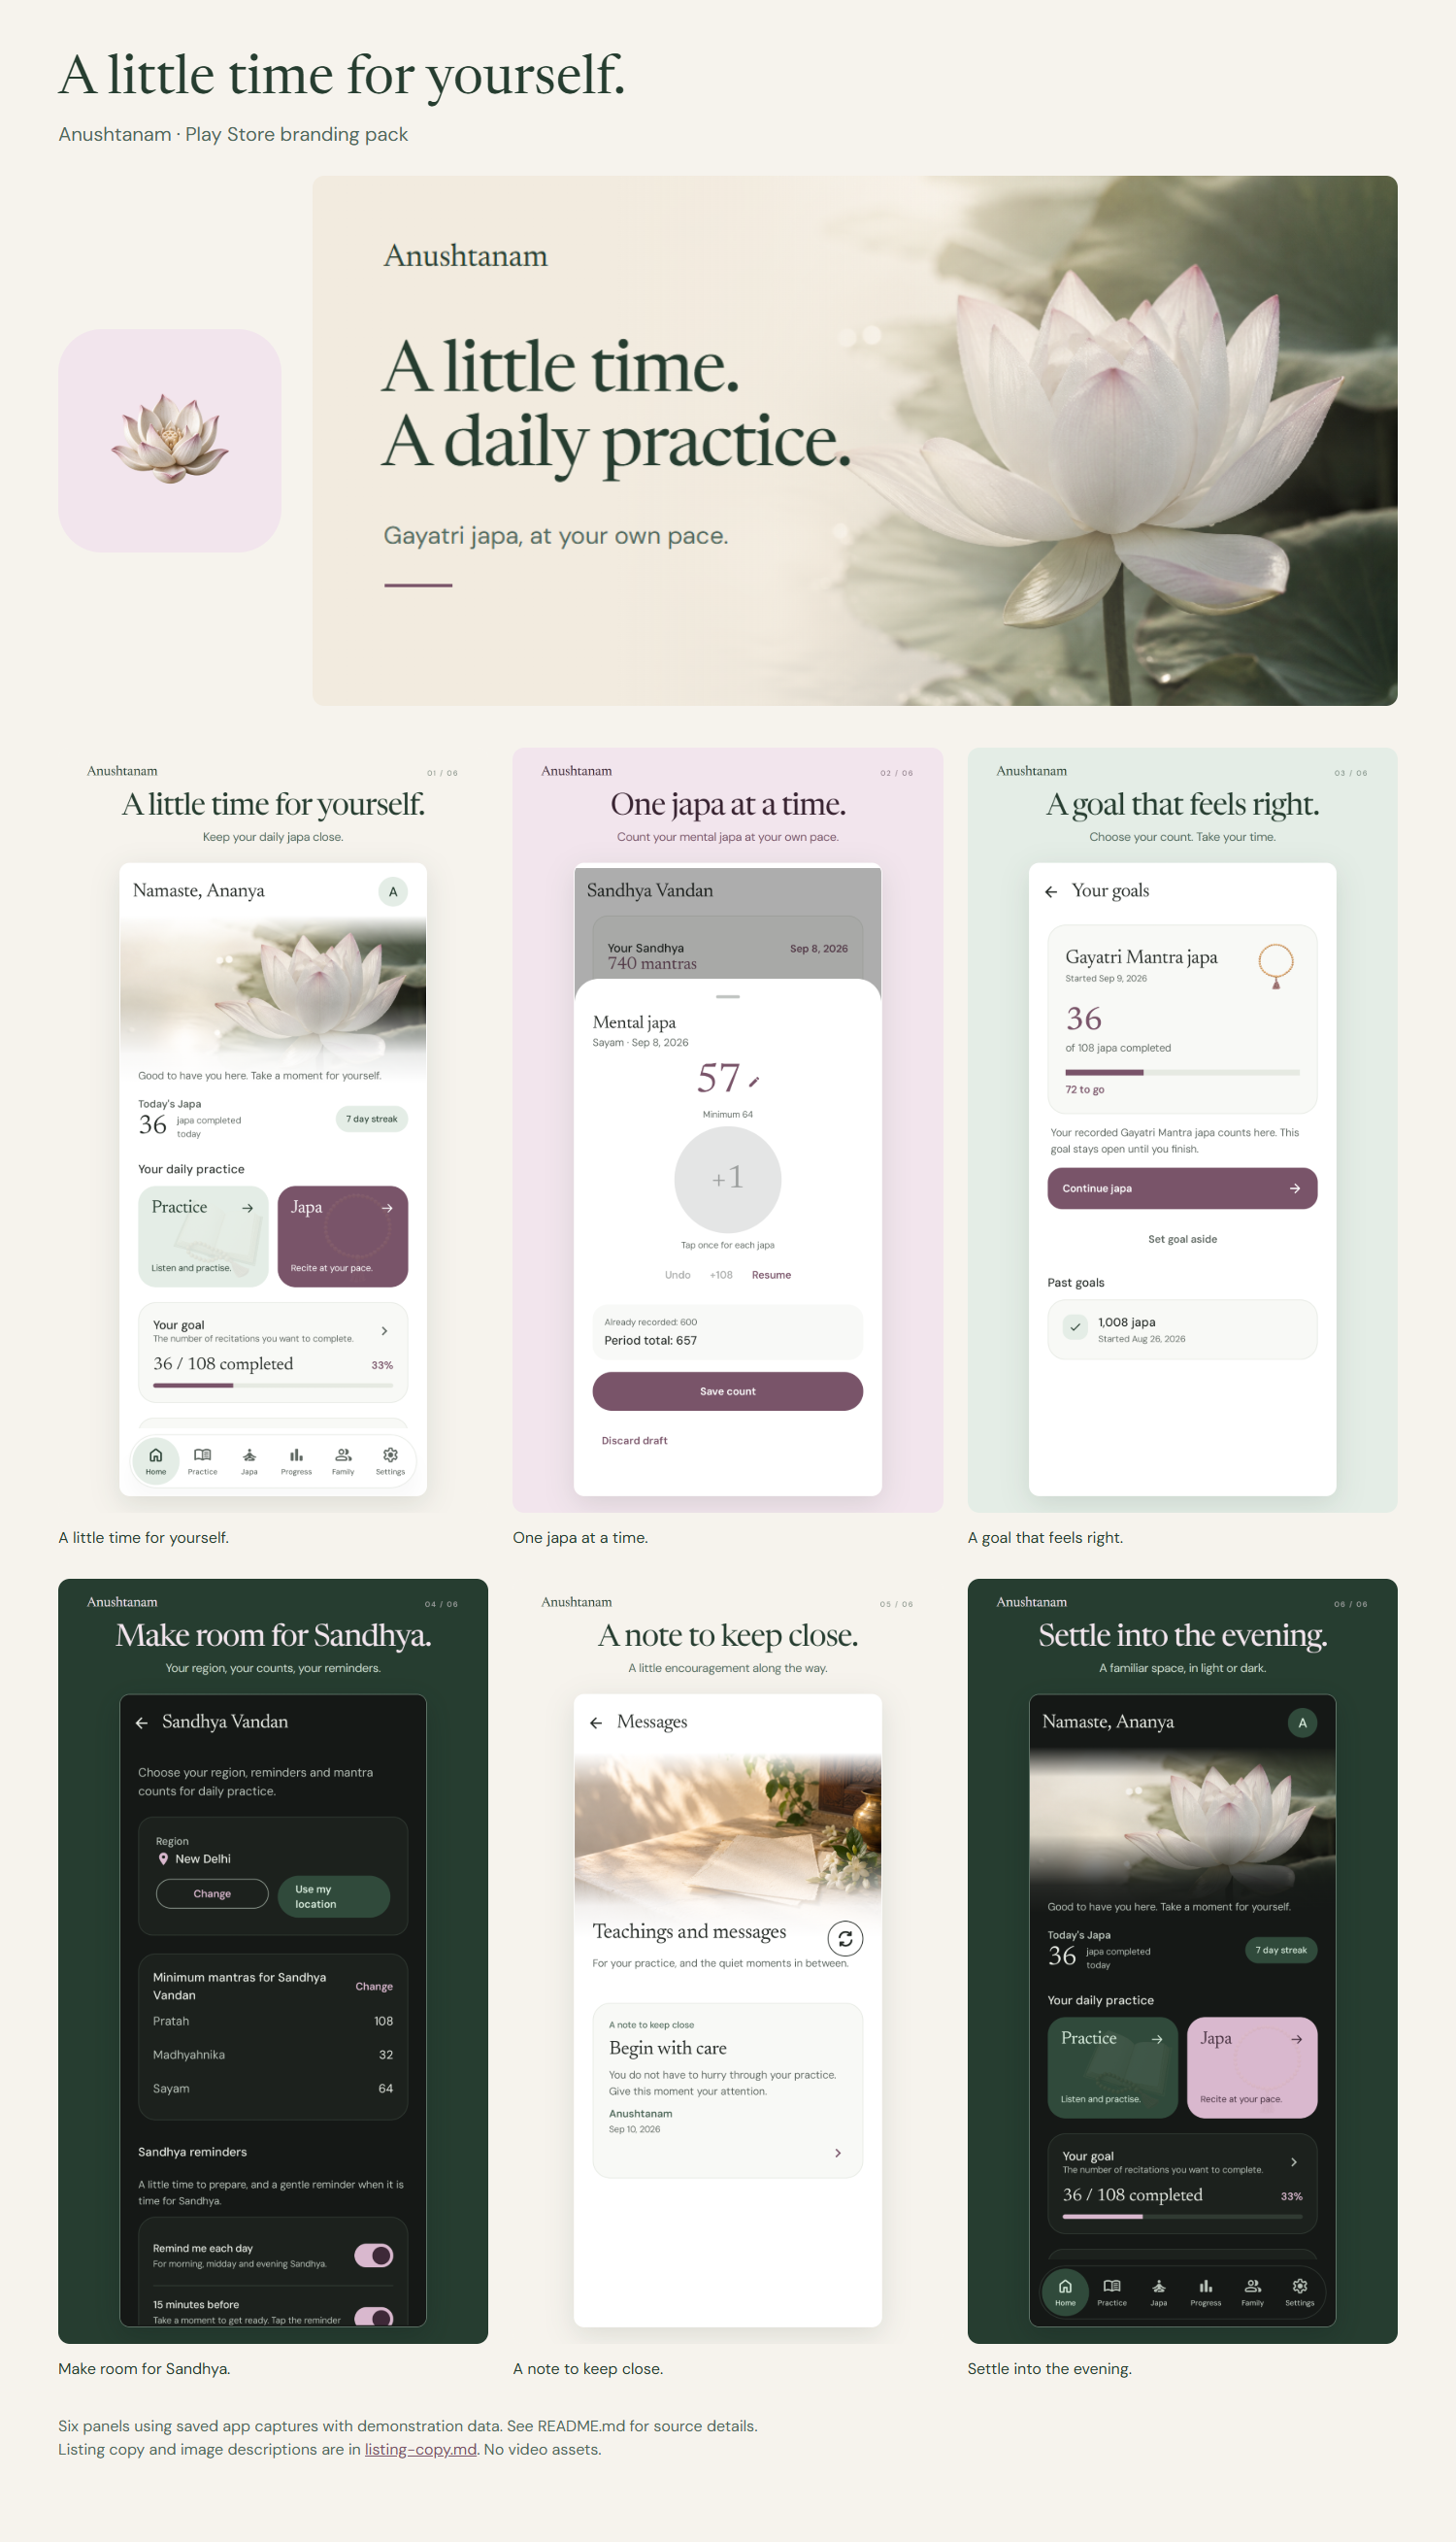 A little time for yourself.
Anushtanam · Play Store branding pack
Anushtanam
A little time.
A daily practice.
Gayatri japa, at your own pace.
Anushtanam
01 / 06
A little time for yourself.
Keep your daily japa close.
Namaste, Ananya
A
Good to have you here. Take a moment for yourself.
Today's Japa
36
japa completed
today
7 day streak
Your daily practice
Practice
Listen and practise.
Japa
Recite at your pace.
Your goal
The number of recitations you want to complete.
36 / 108 completed
33%
Home
Practice
Japa
Progress
Family
Settings
A little time for yourself.
Anushtanam
02 / 06
One japa at a time.
Count your mental japa at your own pace.
Sandhya Vandan
Your Sandhya
Sep 8, 2026
740 mantras
Mental japa
Sayam · Sep 8, 2026
57
Minimum 64
+1
Tap once for each japa
Undo
+108
Resume
Already recorded: 600
Period total: 657
Save count
Discard draft
One japa at a time.
Anushtanam
03 / 06
A goal that feels right.
Choose your count. Take your time.
Your goals
Gayatri Mantra japa
Started Sep 9, 2026
36
of 108 japa completed
72 to go
Your recorded Gayatri Mantra japa counts here. This
goal stays open until you finish.
Continue japa
Set goal aside
Past goals
1,008 japa
Started Aug 26, 2026
A goal that feels right.
Anushtanam
04 / 06
Make room for Sandhya.
Your region, your counts, your reminders.
Sandhya Vandan
Choose your region, reminders and mantra
counts for daily practice.
Region
New Delhi
Change
Use my
location
Minimum mantras for Sandhya
Vandan
Change
Pratah
108
Madhyahnika
32
Sayam
64
Sandhya reminders
A little time to prepare, and a gentle reminder when it is
time for Sandhya.
Remind me each day
For morning, midday and evening Sandhya.
15 minutes before
Take a moment to get ready. Tap the reminder
Make room for Sandhya.
Anushtanam
05 / 06
A note to keep close.
A little encouragement along the way.
Messages
Teachings and messages
For your practice, and the quiet moments in between.
A note to keep close
Begin with care
You do not have to hurry through your practice.
Give this moment your attention.
Anushtanam
Sep 10, 2026
A note to keep close.
Anushtanam
06 / 06
Settle into the evening.
A familiar space, in light or dark.
Namaste, Ananya
A
Good to have you here. Take a moment for yourself.
Today's Japa
36
japa completed
today
7 day streak
Your daily practice
Practice
Listen and practise.
Japa
Recite at your pace.
Your goal
The number of recitations you want to complete.
36 / 108 completed
33%
Home
Practice
Japa
Progress
Family
Settings
Settle into the evening.
Six panels using saved app captures with demonstration data. See README.md for source details.
Listing copy and image descriptions are in listing-copy.md. No video assets.